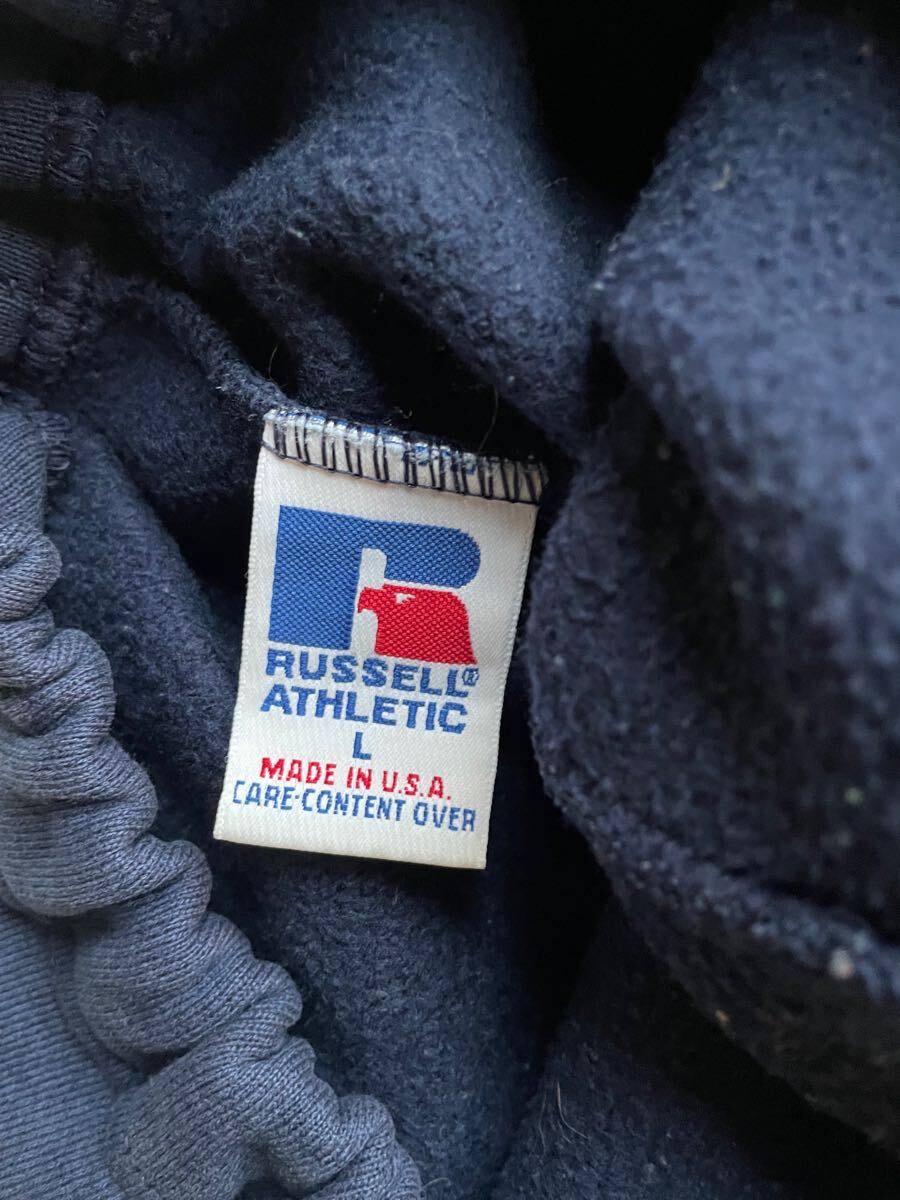 RUSSELL®
ATHLETIC
L
MADE IN U.S.A.
CARE-CONTENT OVER